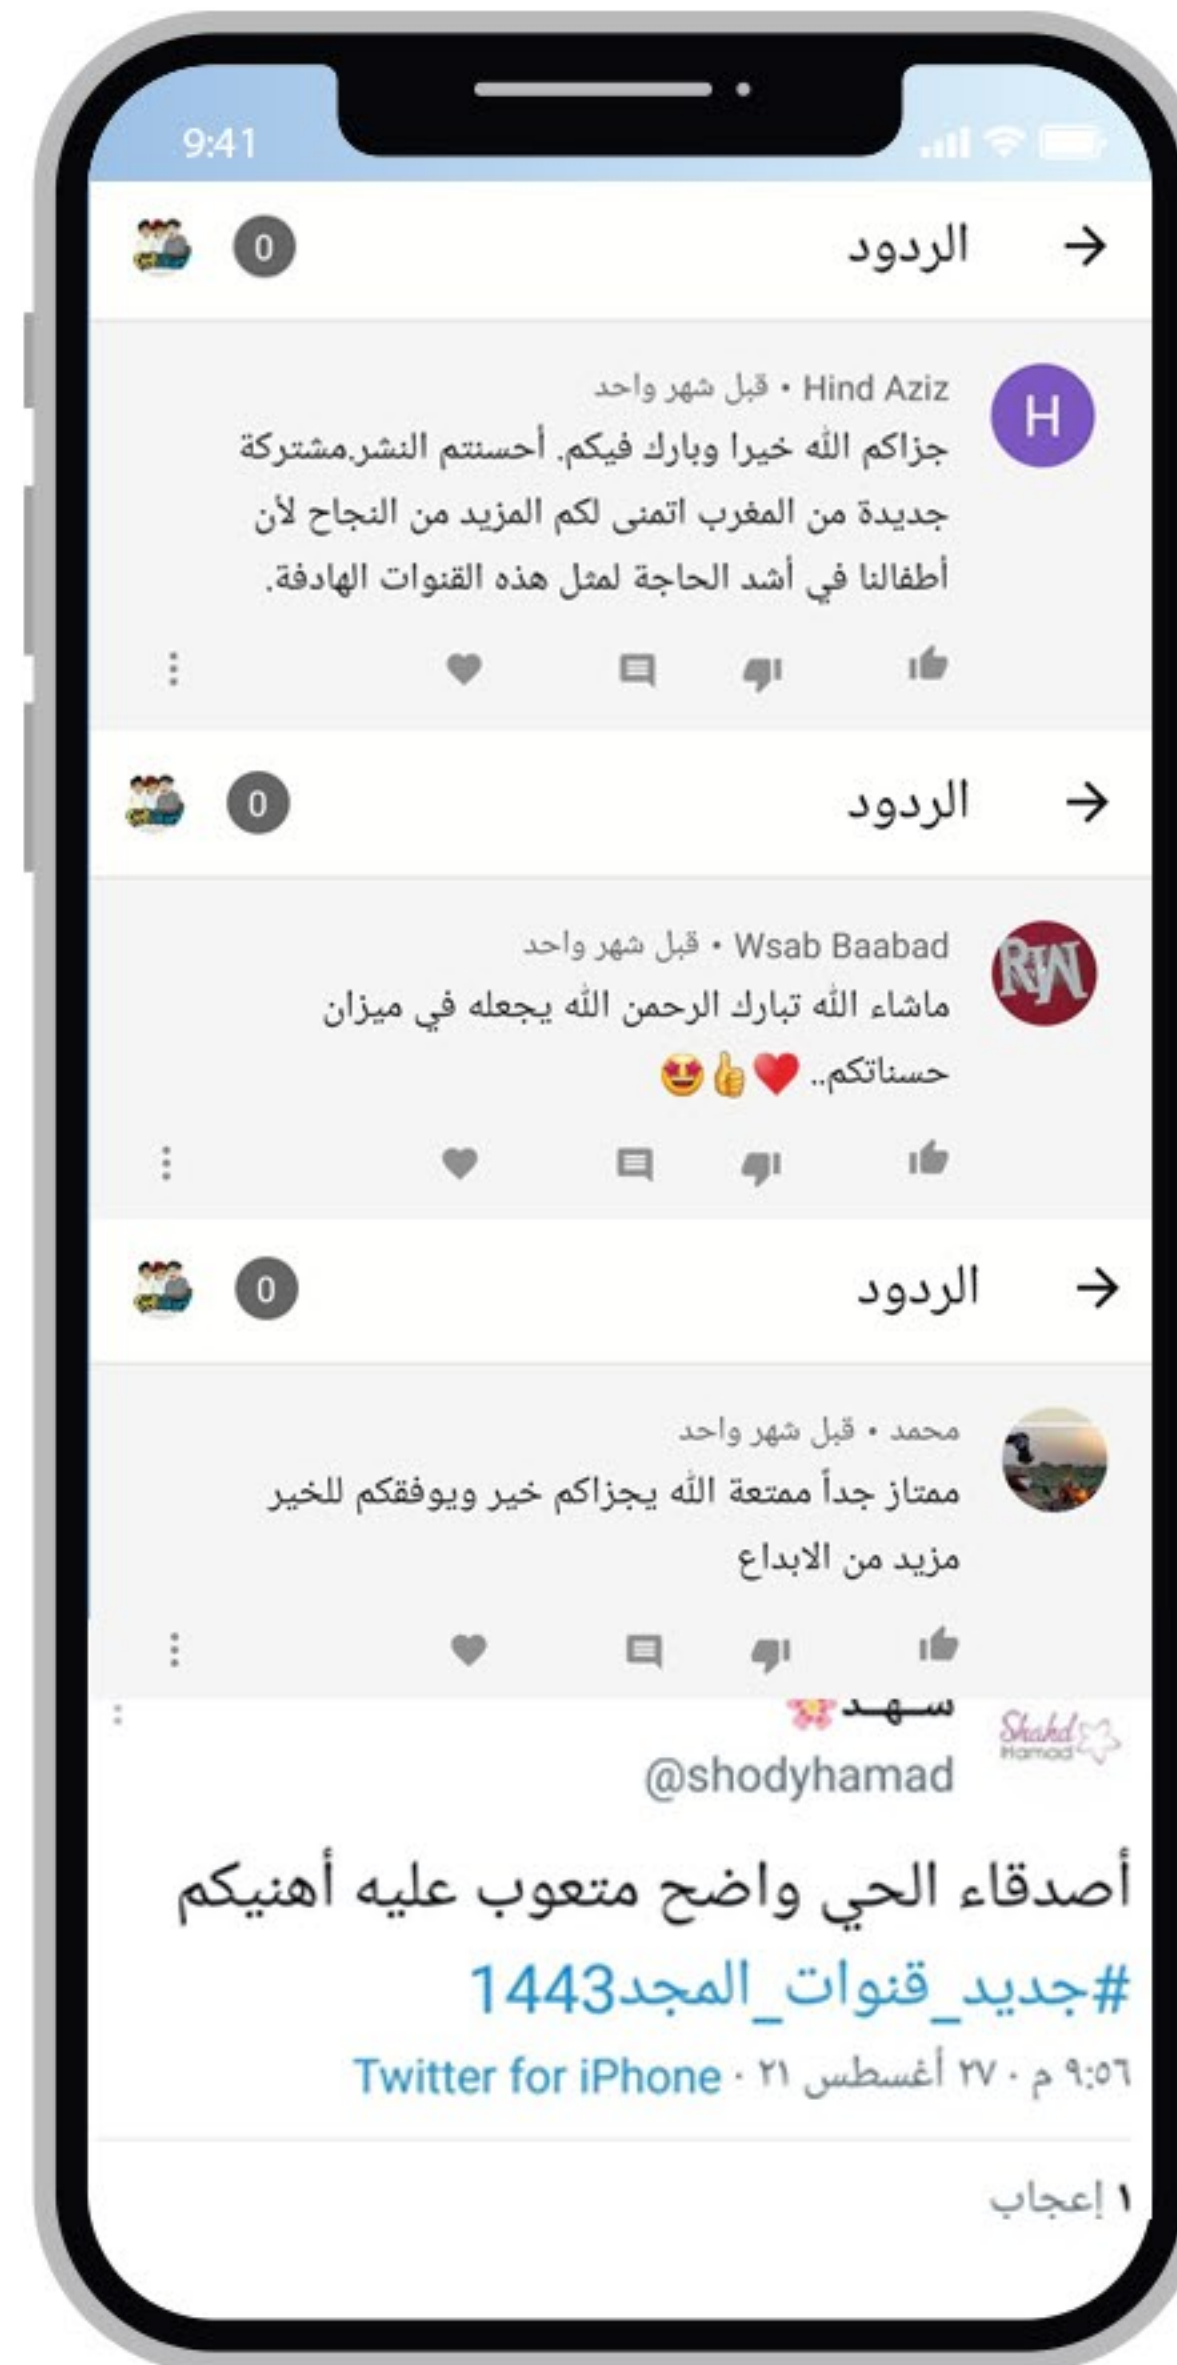 9:41
الردود
0
Hind Aziz • قبل شهر واحد
H
جزاكم الله خيرا وبارك فيكم. أحسنتم النشر.مشتركة
جديدة من المغرب اتمنى لكم المزيد من النجاح لأن
أطفالنا في أشد الحاجة لمثل هذه القنوات الهادفة.
الردود
0
Wsab Baabad • قبل شهر واحد
RW
ماشاء الله تبارك الرحمن الله يجعله في ميزان
حسناتكم.. ♥️👍🤩
الردود
0
محمد • قبل شهر واحد
ممتاز جداً ممتعة الله يجزاكم خير ويوفقكم للخير
مزيد من الابداع
Shahd
Hamad
@shodyhamad
أصدقاء الحي واضح متعوب عليه أهنيكم
#جديد_قنوات_المجد1443
٩:٥٦ م · ٢٧ أغسطس ٢١ · Twitter for iPhone
١ إعجاب